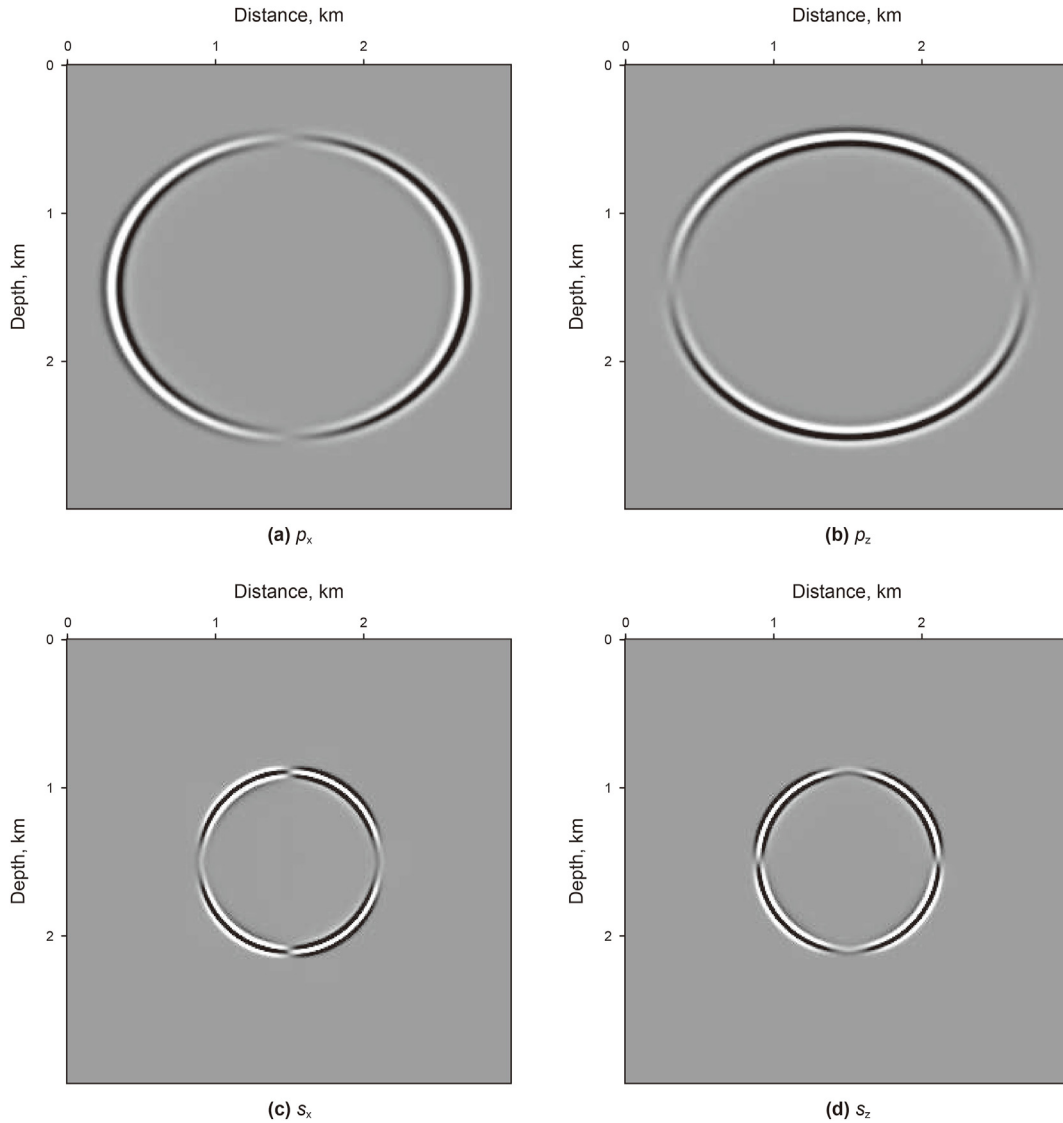 Distance, km
0 1 2
0
1
2
Depth, km
(a) px
Distance, km
0 1 2
0
1
2
Depth, km
(b) pz
Distance, km
0 1 2
0
1
2
Depth, km
(c) sx
Distance, km
0 1 2
0
1
2
Depth, km
(d) sz